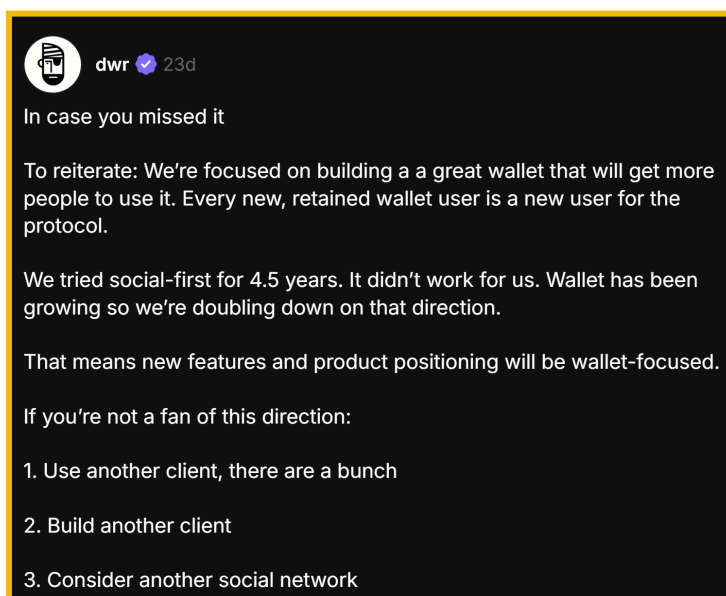 dwr 23d
In case you missed it
To reiterate: We’re focused on building a a great wallet that will get more
people to use it. Every new, retained wallet user is a new user for the
protocol.
We tried social-first for 4.5 years. It didn’t work for us. Wallet has been
growing so we’re doubling down on that direction.
That means new features and product positioning will be wallet-focused.
If you’re not a fan of this direction:
1. Use another client, there are a bunch
2. Build another client
3. Consider another social network